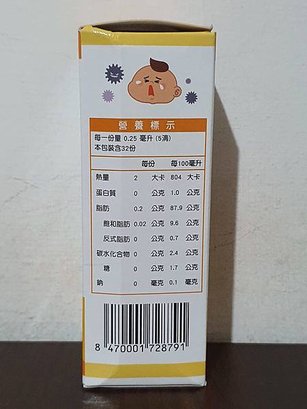 營養標示
每一份量 0.25 毫升 (5滴)
本包裝含32份
每份 每100毫升
熱量 2 大卡 804 大卡
蛋白質 0 公克 1.0 公克
脂肪 0.2 公克 87.9 公克
飽和脂肪 0.02 公克 9.6 公克
反式脂肪 0 公克 0.7 公克
碳水化合物 0 公克 2.4 公克
糖 0 公克 1.7 公克
鈉 0 毫克 0.1 毫克
8 470001 728791